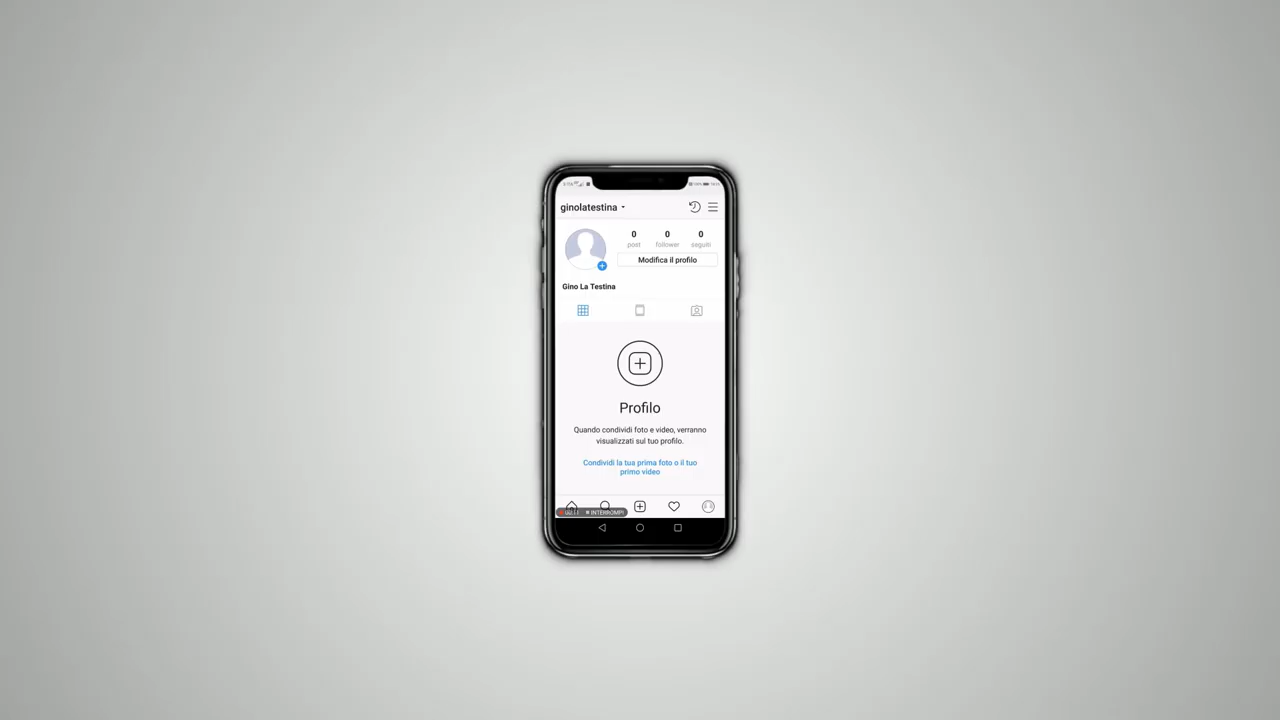 ginolatestina
0 0 0
post follower seguiti
Modifica il profilo
Gino La Testina
Profilo
Quando condividi foto e video, verranno
visualizzati sul tuo profilo.
Condividi la tua prima foto o il tuo
primo video
INTERROMPI